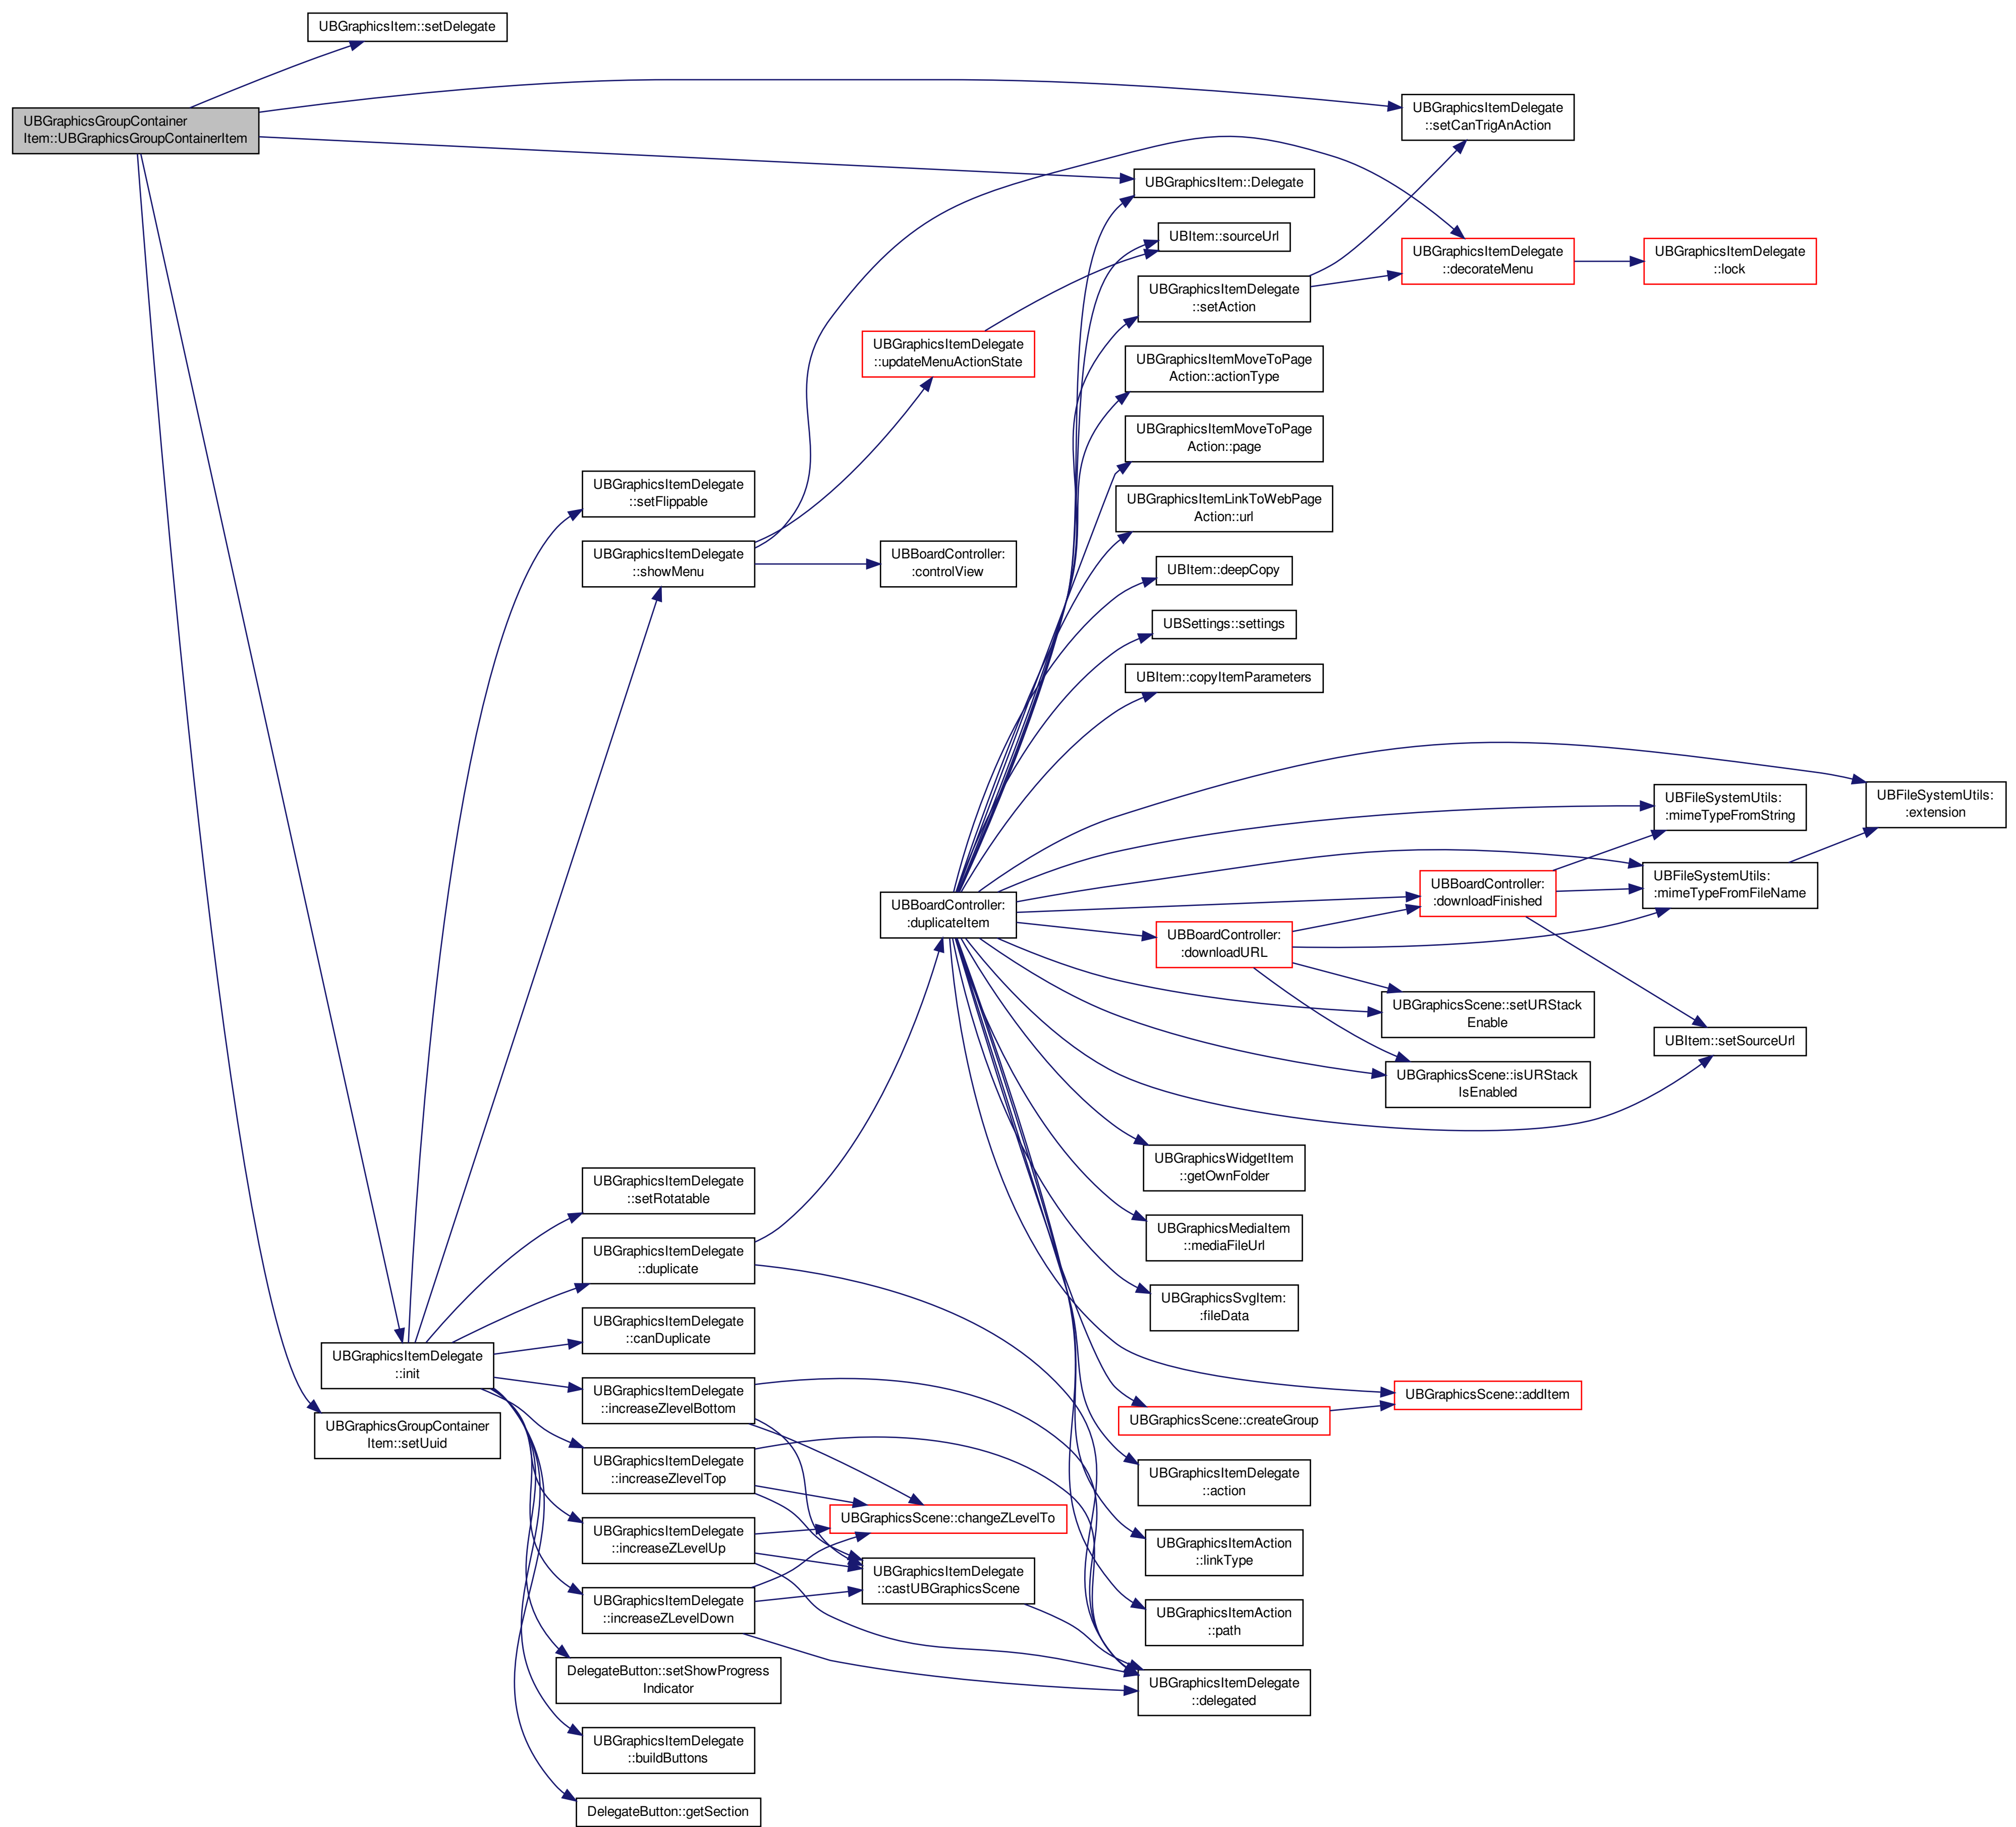 UBGraphicsItem::setDelegate
UBGraphicsGroupContainer
Item::UBGraphicsGroupContainerItem
UBGraphicsItemDelegate
::setCanTrigAnAction
UBGraphicsItem::Delegate
UBItem::sourceUrl
UBGraphicsItemDelegate
::decorateMenu
UBGraphicsItemDelegate
::lock
UBGraphicsItemDelegate
::setAction
UBGraphicsItemDelegate
::updateMenuActionState
UBGraphicsItemMoveToPage
Action::actionType
UBGraphicsItemMoveToPage
Action::page
UBGraphicsItemDelegate
::setFlippable
UBGraphicsItemLinkToWebPage
Action::url
UBGraphicsItemDelegate
::showMenu
UBBoardController:
:controlView
UBItem::deepCopy
UBSettings::settings
UBItem::copyItemParameters
UBFileSystemUtils:
:mimeTypeFromString
UBFileSystemUtils:
:extension
UBBoardController:
:duplicateItem
UBBoardController:
:downloadFinished
UBFileSystemUtils:
:mimeTypeFromFileName
UBBoardController:
:downloadURL
UBGraphicsScene::setURStack
Enable
UBItem::setSourceUrl
UBGraphicsScene::isURStack
IsEnabled
UBGraphicsWidgetItem
::getOwnFolder
UBGraphicsItemDelegate
::setRotatable
UBGraphicsMediaItem
::mediaFileUrl
UBGraphicsItemDelegate
::duplicate
UBGraphicsSvgItem:
:fileData
UBGraphicsItemDelegate
::canDuplicate
UBGraphicsItemDelegate
::init
UBGraphicsItemDelegate
::increaseZlevelBottom
UBGraphicsScene::addItem
UBGraphicsScene::createGroup
UBGraphicsGroupContainer
Item::setUuid
UBGraphicsItemDelegate
::increaseZlevelTop
UBGraphicsItemDelegate
::action
UBGraphicsScene::changeZLevelTo
UBGraphicsItemDelegate
::increaseZLevelUp
UBGraphicsItemAction
::linkType
UBGraphicsItemDelegate
::castUBGraphicsScene
UBGraphicsItemDelegate
::increaseZLevelDown
UBGraphicsItemAction
::path
DelegateButton::setShowProgress
Indicator
UBGraphicsItemDelegate
::delegated
UBGraphicsItemDelegate
::buildButtons
DelegateButton::getSection